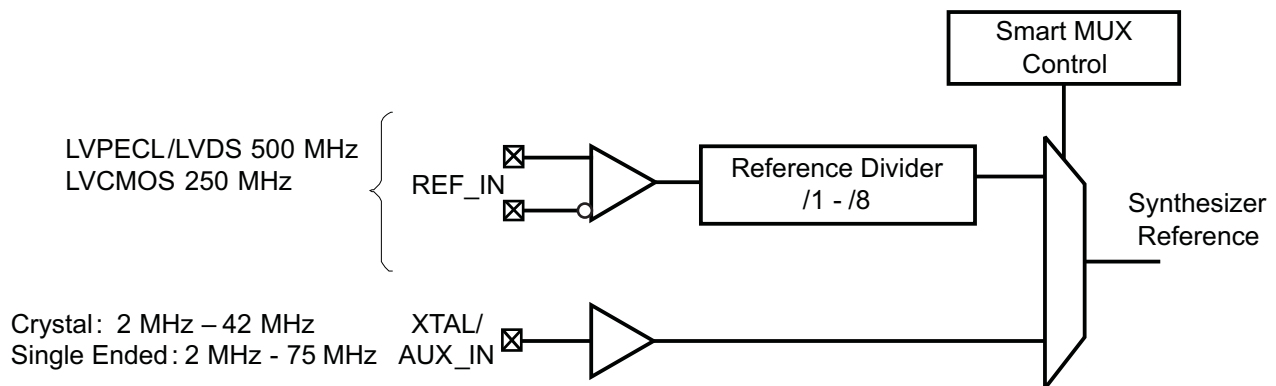 Smart MUX
Control
LVPECL/LVDS 500 MHz
LVCMOS 250 MHz
REF_IN
Reference Divider
/1 - /8
Synthesizer
Reference
Crystal: 2 MHz – 42 MHz
Single Ended: 2 MHz - 75 MHz
XTAL/
AUX_IN